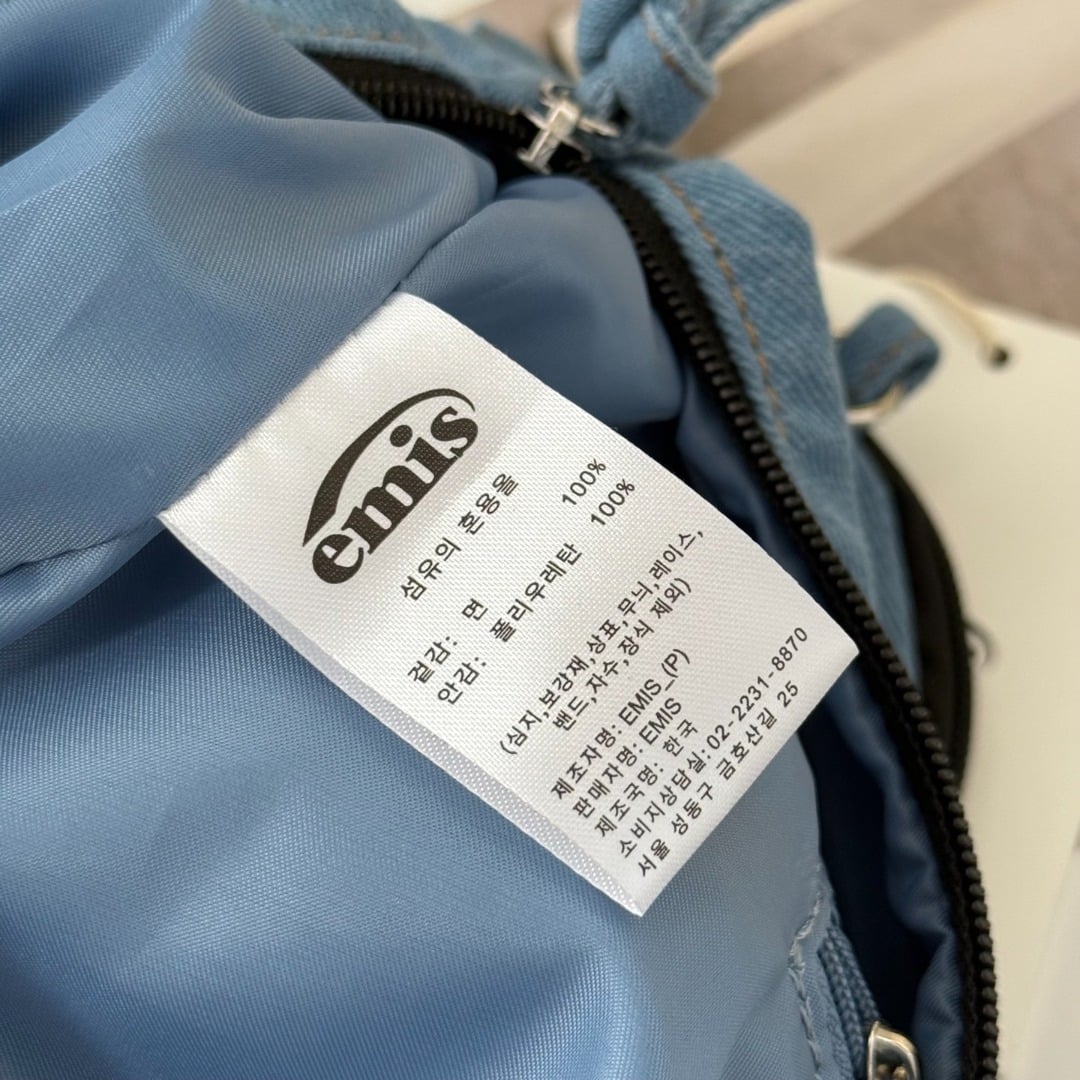 emis
섬유의 혼용율
겉감: 면 100%
안감: 폴리우레탄 100%
(심지,보강재,상표,무늬,레이스,
밴드,자수,장식 제외)
제조자명: EMIS_(P)
판매자명: EMIS
제조국명: 한국
소비지상담실: 02-2231-8870
서울 성동구 금호산길 25